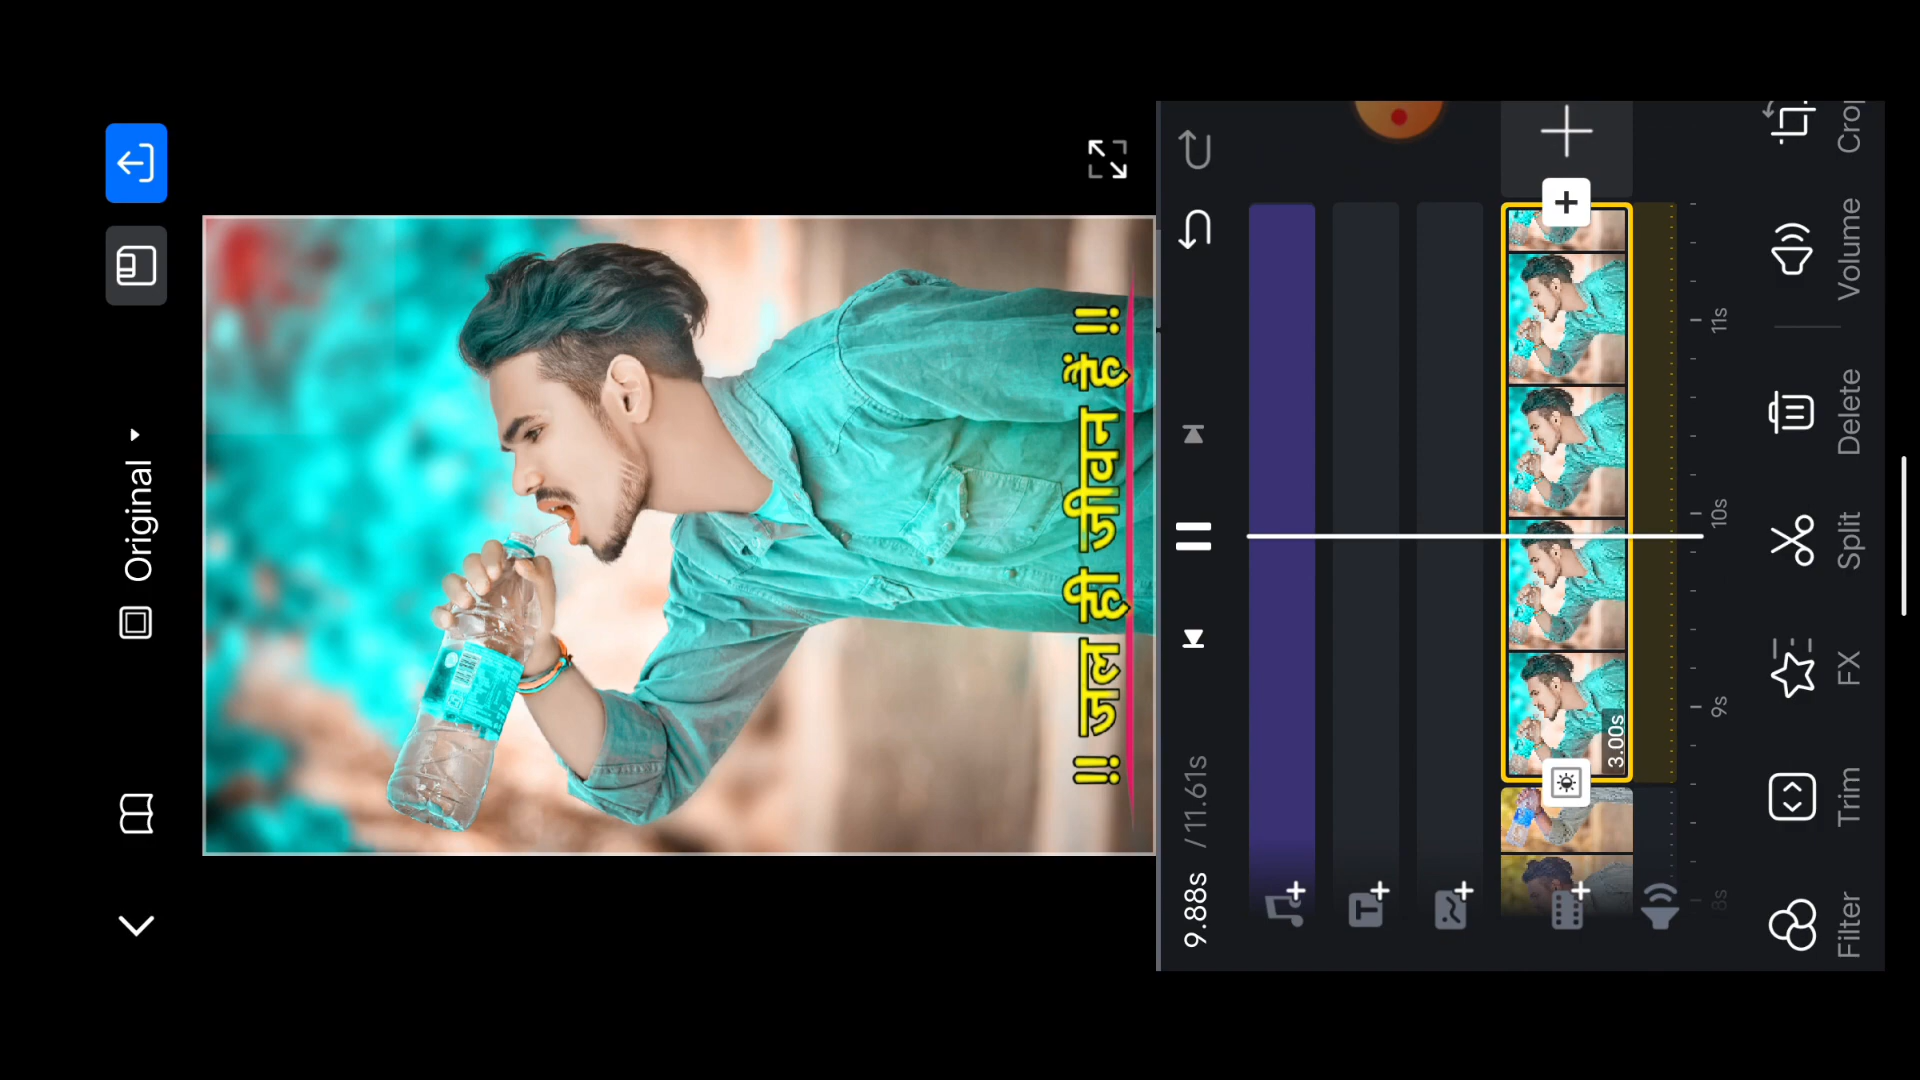 Original
!! जल ही जीवन हैं !!
9.88s / 11.61s
3.00s
8s
9s
10s
11s
Filter
Trim
FX
Split
Delete
Volume
Crop